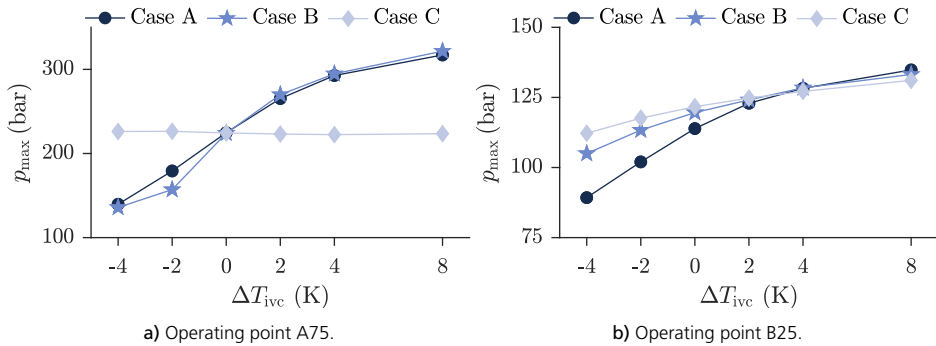 Case A Case B Case C
300
200
100
p_max (bar)
-4 -2 0 2 4 8
ΔT_ivc (K)
a) Operating point A75.
Case A Case B Case C
150
125
100
75
p_max (bar)
-4 -2 0 2 4 8
ΔT_ivc (K)
b) Operating point B25.